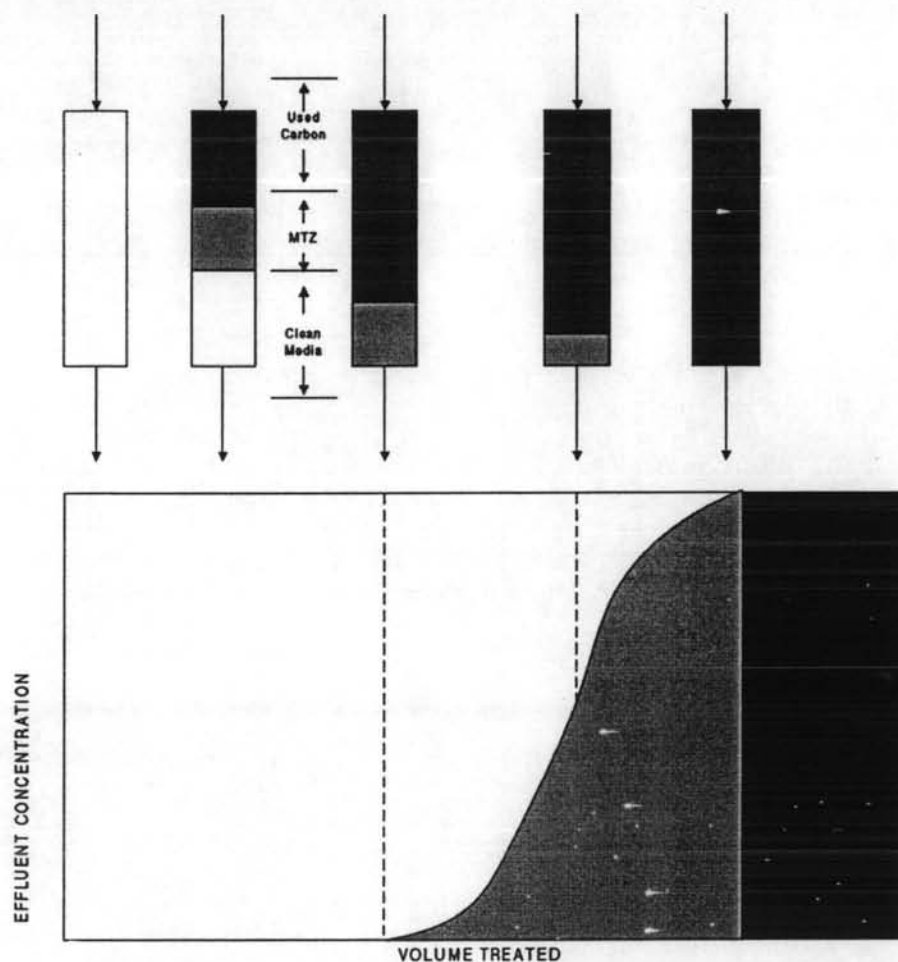 Used
Carbon
MTZ
Clean
Media
EFFLUENT CONCENTRATION
VOLUME TREATED